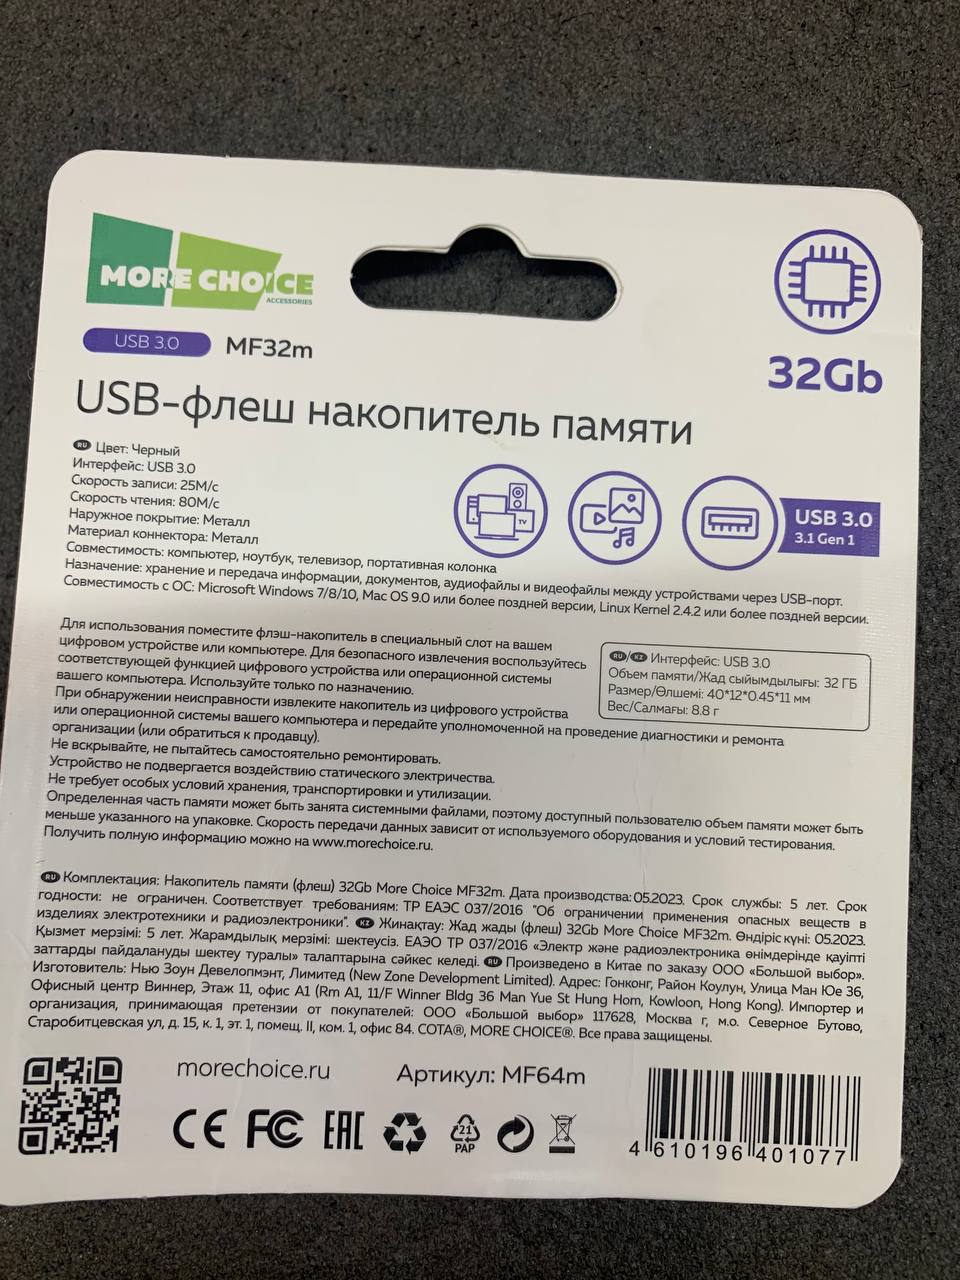 MORE CHOICE
ACCESSORIES
USB 3.0 MF32m
32Gb
USB-флеш накопитель памяти
RU Цвет: Черный
Интерфейс: USB 3.0
Скорость записи: 25М/с
Скорость чтения: 80М/с
Наружное покрытие: Металл
Материал коннектора: Металл
Совместимость: компьютер, ноутбук, телевизор, портативная колонка
Назначение: хранение и передача информации, документов, аудиофайлы и видеофайлы между устройствами через USB-порт.
Совместимость с ОС: Microsoft Windows 7/8/10, Mac OS 9.0 или более поздней версии, Linux Kernel 2.4.2 или более поздней версии.
TV
USB 3.0
3.1 Gen 1
Для использования поместите флэш-накопитель в специальный слот на вашем
цифровом устройстве или компьютере. Для безопасного извлечения воспользуйтесь
соответствующей функцией цифрового устройства или операционной системы
вашего компьютера. Используйте только по назначению.
При обнаружении неисправности извлеките накопитель из цифрового устройства
или операционной системы вашего компьютера и передайте уполномоченной на проведение диагностики и ремонта
организации (или обратиться к продавцу).
Не вскрывайте, не пытайтесь самостоятельно ремонтировать.
Устройство не подвергается воздействию статического электричества.
Не требует особых условий хранения, транспортировки и утилизации.
Определенная часть памяти может быть занята системными файлами, поэтому доступный пользователю объем памяти может быть
меньше указанного на упаковке. Скорость передачи данных зависит от используемого оборудования и условий тестирования.
Получить полную информацию можно на www.morechoice.ru.
RU/KZ Интерфейс: USB 3.0
Объем памяти/Жад сыйымдылығы: 32 ГБ
Размер/Өлшемі: 40*12*0.45*11 мм
Вес/Салмағы: 8.8 г
RU Комплектация: Накопитель памяти (флеш) 32Gb More Choice MF32m. Дата производства: 05.2023. Срок службы: 5 лет. Срок
годности: не ограничен. Соответствует требованиям: ТР ЕАЭС 037/2016 "Об ограничении применения опасных веществ в
изделиях электротехники и радиоэлектроники". KZ Жинақтау: Жад жады (флеш) 32Gb More Choice MF32m. Өндіріс күні: 05.2023.
Қызмет мерзімі: 5 лет. Жарамдылық мерзімі: шектеусіз. ЕАЭО ТР 037/2016 «Электр және радиоэлектроника өнімдерінде қауіпті
заттарды пайдалануды шектеу туралы» талаптарына сәйкес келеді. RU Произведено в Китае по заказу ООО «Большой выбор».
Изготовитель: Нью Зоун Девелопмэнт, Лимитед (New Zone Development Limited). Адрес: Гонконг, Район Коулун, Улица Ман Юе 36,
Офисный центр Виннер, Этаж 11, офис А1 (Rm A1, 11/F Winner Bldg 36 Man Yue St Hung Hom, Kowloon, Hong Kong). Импортер и
организация, принимающая претензии от покупателей: ООО «Большой выбор» 117628, Москва г, м.о. Северное Бутово,
Старобитцевская ул, д. 15, к. 1, эт. 1, помещ. II, ком. 1, офис 84. COTA®, MORE CHOICE®. Все права защищены.
morechoice.ru
Артикул: MF64m
CE FC EAC 21 PAP
4 610196 401077